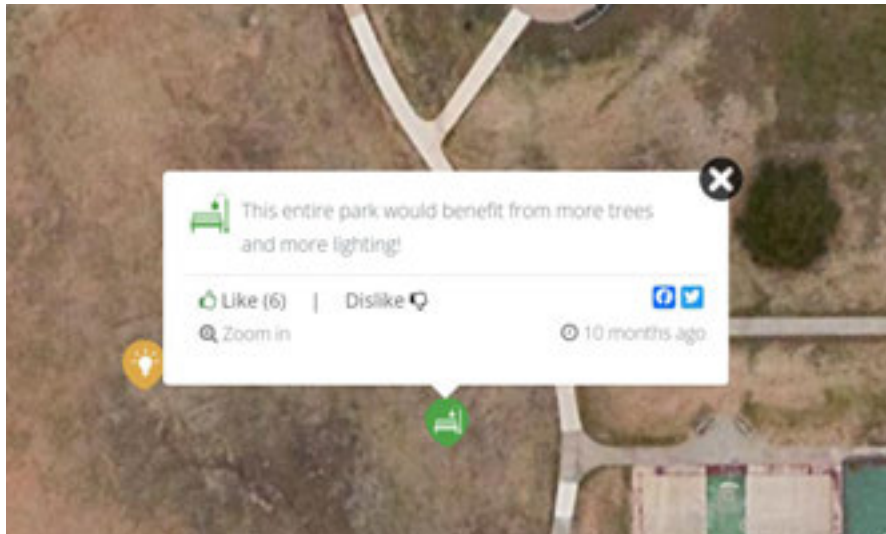 This entire park would benefit from more trees
and more lighting!
Like (6) | Dislike
Zoom in
10 months ago